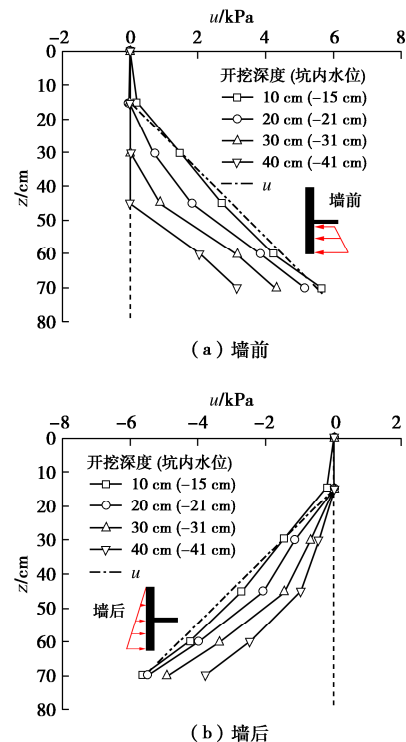 u/kPa
−2 0 2 4 6 8
0
10
20
30
40
50
60
70
80
z/cm
开挖深度 (坑内水位)
10 cm (−15 cm)
20 cm (−21 cm)
30 cm (−31 cm)
40 cm (−41 cm)
u
墙前
(a) 墙前
u/kPa
−8 −6 −4 −2 0 2
0
10
20
30
40
50
60
70
80
z/cm
开挖深度 (坑内水位)
10 cm (−15 cm)
20 cm (−21 cm)
30 cm (−31 cm)
40 cm (−41 cm)
u
墙后
(b) 墙后